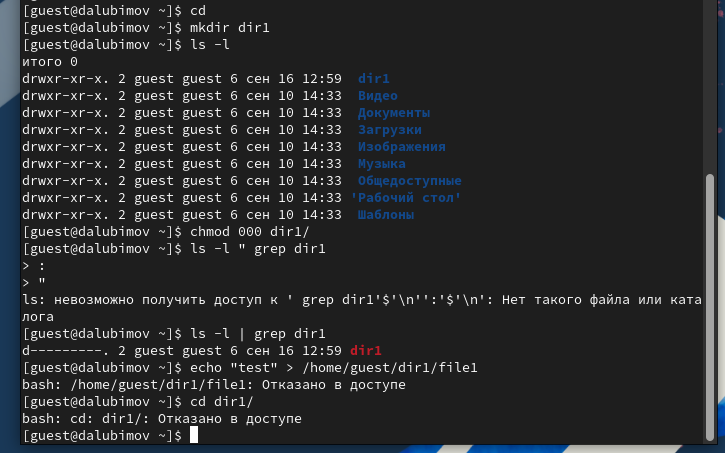 [guest@dalubimov ~]$ cd
[guest@dalubimov ~]$ mkdir dir1
[guest@dalubimov ~]$ ls -l
итого 0
drwxr-xr-x. 2 guest guest 6 сен 16 12:59  dir1
drwxr-xr-x. 2 guest guest 6 сен 10 14:33  Видео
drwxr-xr-x. 2 guest guest 6 сен 10 14:33  Документы
drwxr-xr-x. 2 guest guest 6 сен 10 14:33  Загрузки
drwxr-xr-x. 2 guest guest 6 сен 10 14:33  Изображения
drwxr-xr-x. 2 guest guest 6 сен 10 14:33  Музыка
drwxr-xr-x. 2 guest guest 6 сен 10 14:33  Общедоступные
drwxr-xr-x. 2 guest guest 6 сен 10 14:33 'Рабочий стол'
drwxr-xr-x. 2 guest guest 6 сен 10 14:33  Шаблоны
[guest@dalubimov ~]$ chmod 000 dir1/
[guest@dalubimov ~]$ ls -l " grep dir1
> :
> "
ls: невозможно получить доступ к ' grep dir1'$'\n'':'$'\n': Нет такого файла или ката
лога
[guest@dalubimov ~]$ ls -l | grep dir1
d---------. 2 guest guest 6 сен 16 12:59 dir1
[guest@dalubimov ~]$ echo "test" > /home/guest/dir1/file1
bash: /home/guest/dir1/file1: Отказано в доступе
[guest@dalubimov ~]$ cd dir1/
bash: cd: dir1/: Отказано в доступе
[guest@dalubimov ~]$